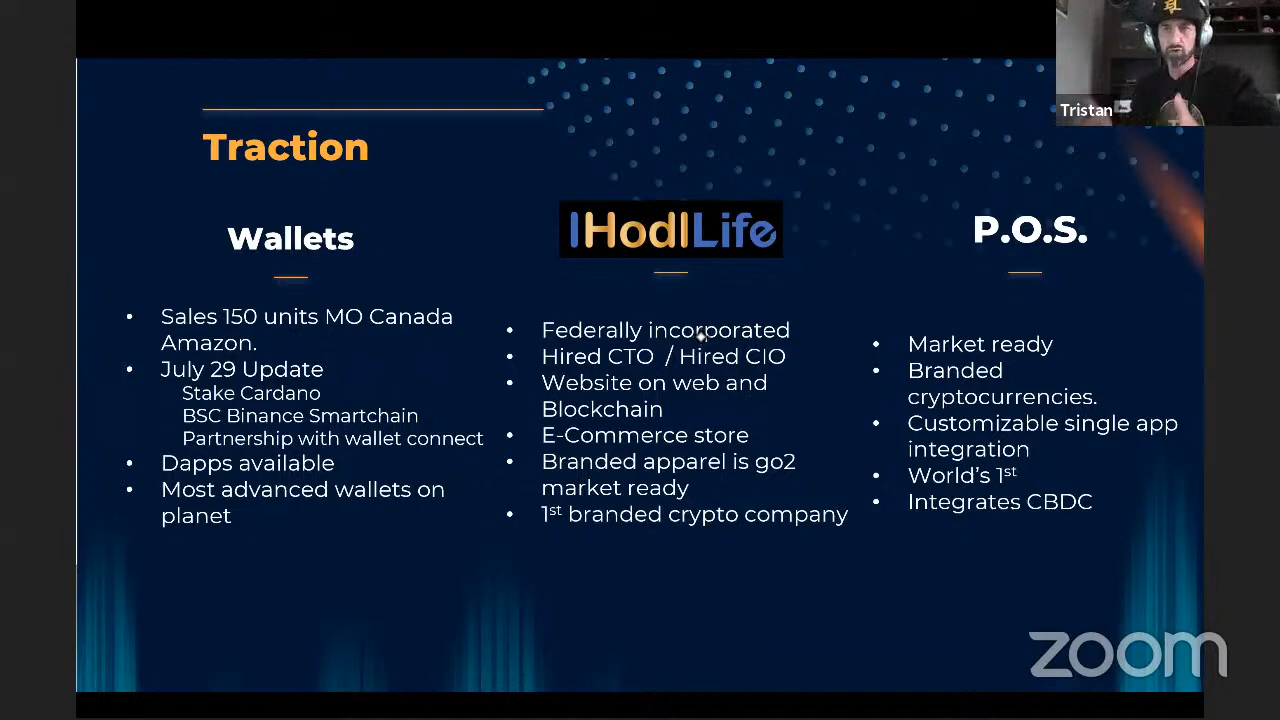 Tristan
Traction
Wallets
• Sales 150 units MO Canada
Amazon.
• July 29 Update
Stake Cardano
BSC Binance Smartchain
Partnership with wallet connect
• Dapps available
• Most advanced wallets on
planet
IHodlLife
• Federally incorporated
• Hired CTO / Hired CIO
• Website on web and
Blockchain
• E-Commerce store
• Branded apparel is go2
market ready
• 1st branded crypto company
P.O.S.
• Market ready
• Branded
cryptocurrencies.
• Customizable single app
integration
• World’s 1st
• Integrates CBDC
zoom